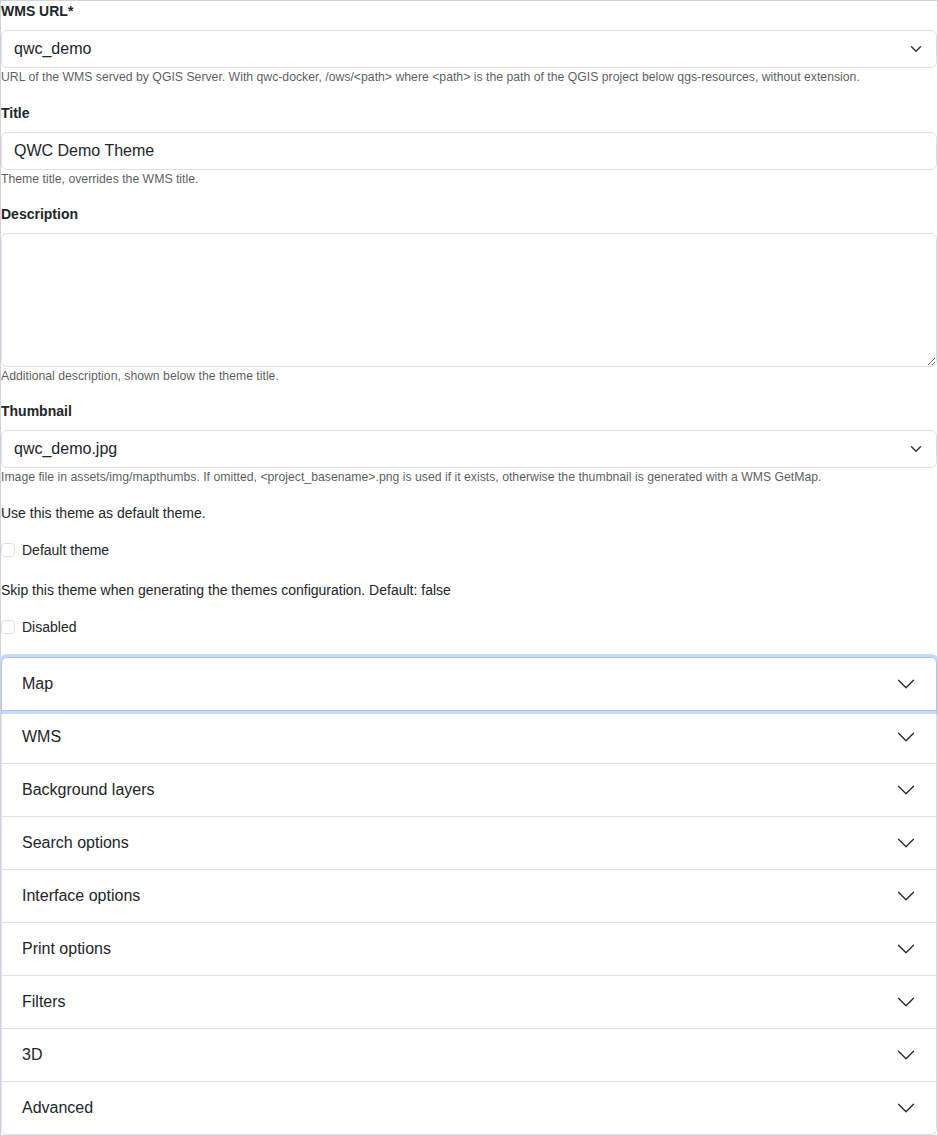 WMS URL*
qwc_demo
URL of the WMS served by QGIS Server. With qwc-docker, /ows/<path> where <path> is the path of the QGIS project below qgs-resources, without extension.
Title
QWC Demo Theme
Theme title, overrides the WMS title.
Description
Additional description, shown below the theme title.
Thumbnail
qwc_demo.jpg
Image file in assets/img/mapthumbs. If omitted, <project_basename>.png is used if it exists, otherwise the thumbnail is generated with a WMS GetMap.
Use this theme as default theme.
Default theme
Skip this theme when generating the themes configuration. Default: false
Disabled
Map
WMS
Background layers
Search options
Interface options
Print options
Filters
3D
Advanced